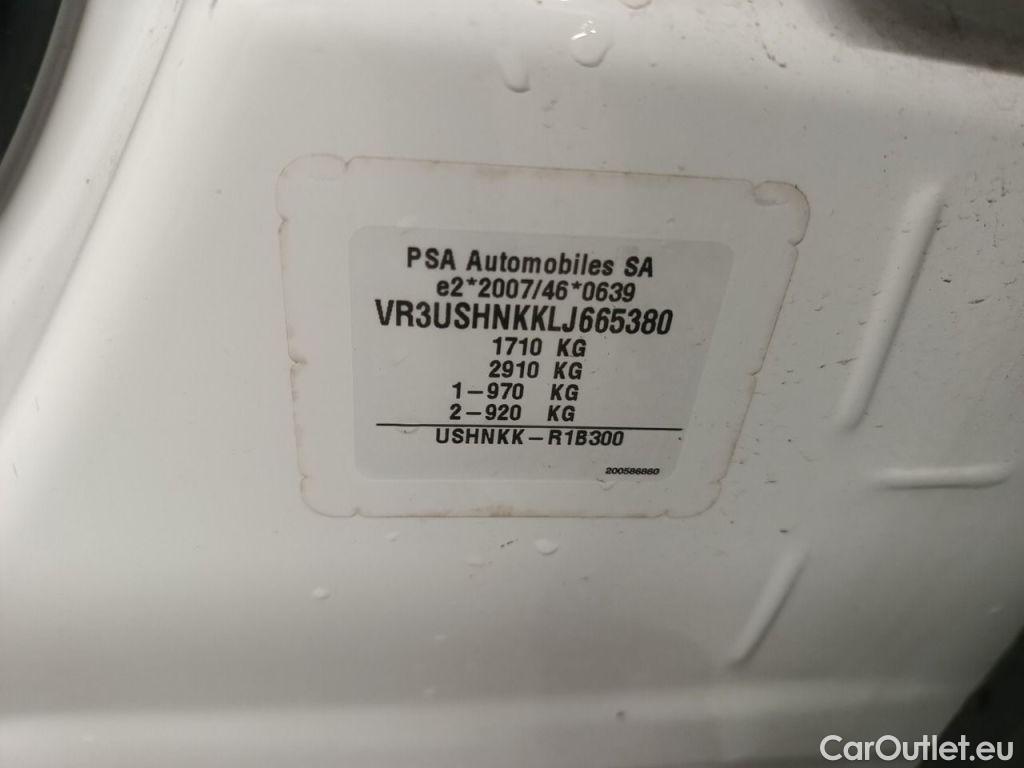 PSA Automobiles SA
e2*2007/46*0639
VR3USHNKKLJ665380
1710 KG
2910 KG
1-970 KG
2-920 KG
USHNKK-R1B300
200586860
CarOutlet.eu